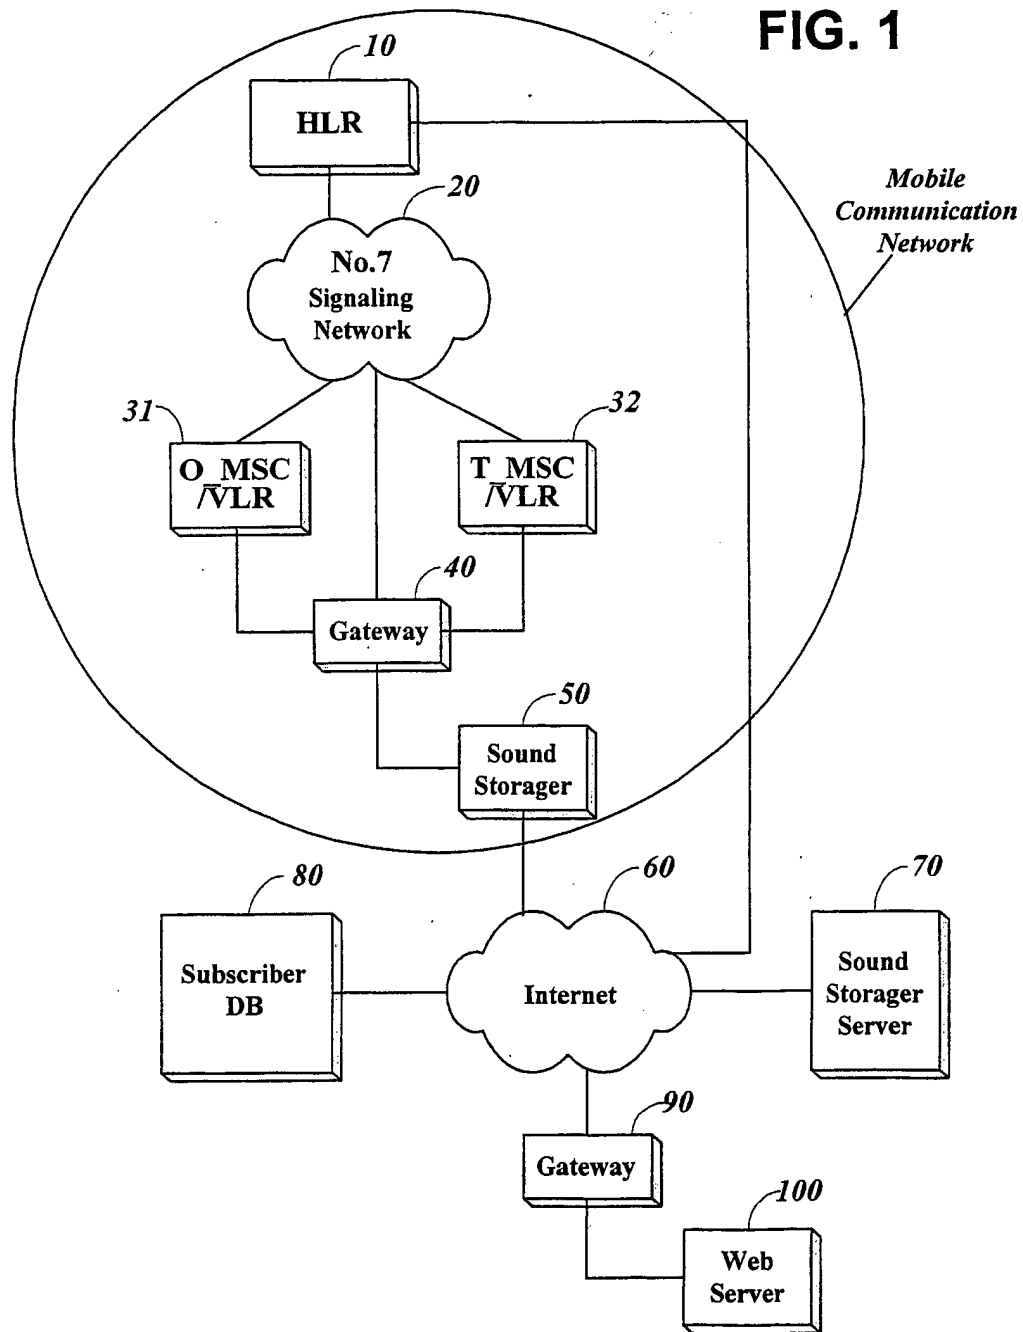 FIG. 1
10
HLR
Mobile
Communication
Network
20
No.7
Signaling
Network
31
O_MSC
/VLR
32
T_MSC
/VLR
40
Gateway
50
Sound
Storager
60
Internet
70
Sound
Storager
Server
80
Subscriber
DB
90
Gateway
100
Web
Server